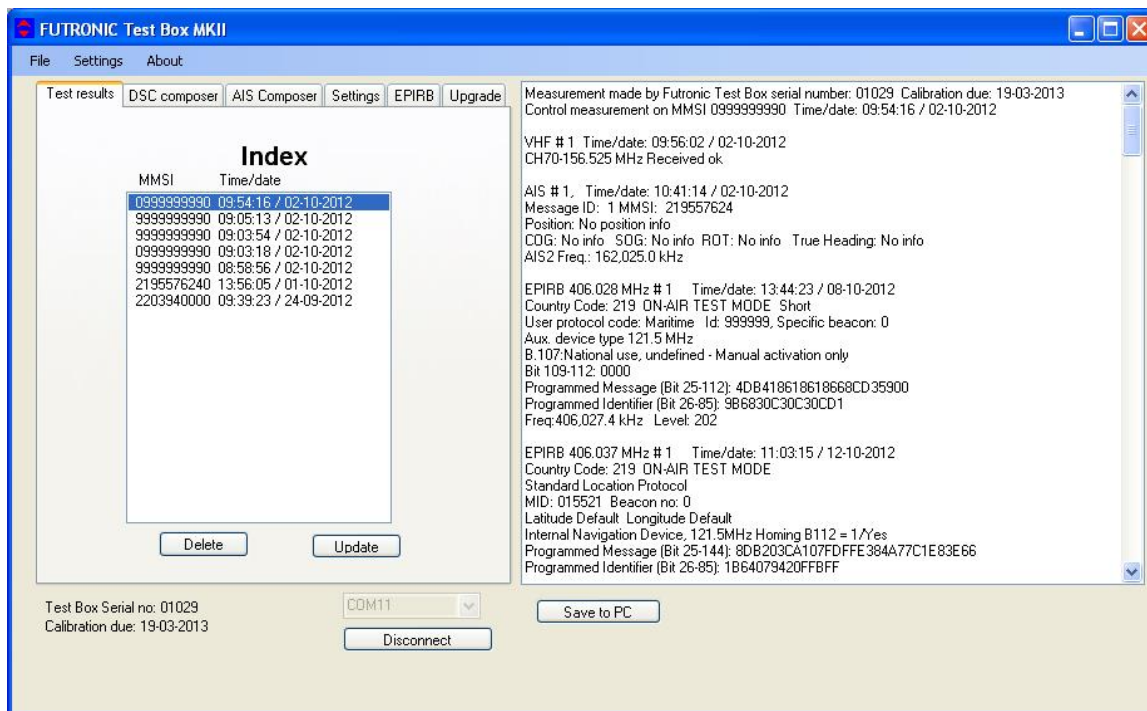 FUTRONIC Test Box MKII
File Settings About
Test results DSC composer AIS Composer Settings EPIRB Upgrade
Index
MMSI Time/date
0999999990 09:54:16 / 02-10-2012
9999999990 09:05:13 / 02-10-2012
9999999990 09:03:54 / 02-10-2012
0999999990 09:03:18 / 02-10-2012
9999999990 08:58:56 / 02-10-2012
2195576240 13:56:05 / 01-10-2012
2203940000 09:39:23 / 24-09-2012
Delete Update
Test Box Serial no: 01029
Calibration due: 19-03-2013
COM11
Disconnect
Measurement made by Futronic Test Box serial number: 01029 Calibration due: 19-03-2013
Control measurement on MMSI 0999999990 Time/date: 09:54:16 / 02-10-2012
VHF # 1 Time/date: 09:56:02 / 02-10-2012
CH70-156.525 MHz Received ok
AIS # 1, Time/date: 10:41:14 / 02-10-2012
Message ID: 1 MMSI: 219557624
Position: No position info
COG: No info SOG: No info ROT: No info True Heading: No info
AIS2 Freq.: 162,025.0 kHz
EPIRB 406.028 MHz # 1 Time/date: 13:44:23 / 08-10-2012
Country Code: 219 ON-AIR TEST MODE Short
User protocol code: Maritime Id: 999999, Specific beacon: 0
Aux. device type 121.5 MHz
B.107:National use, undefined - Manual activation only
Bit 109-112: 0000
Programmed Message (Bit 25-112): 4DB418618618668CD35900
Programmed Identifier (Bit 26-85): 9B6830C30C30CD1
Freq:406,027.4 kHz Level: 202
EPIRB 406.037 MHz # 1 Time/date: 11:03:15 / 12-10-2012
Country Code: 219 ON-AIR TEST MODE
Standard Location Protocol
MID: 015521 Beacon no: 0
Latitude Default Longitude Default
Internal Navigation Device, 121.5MHz Homing B112 = 1/Yes
Programmed Message (Bit 25-144): 8DB203CA107FDFFE384A77C1E83E66
Programmed Identifier (Bit 26-85): 1B64079420FFBFF
Save to PC